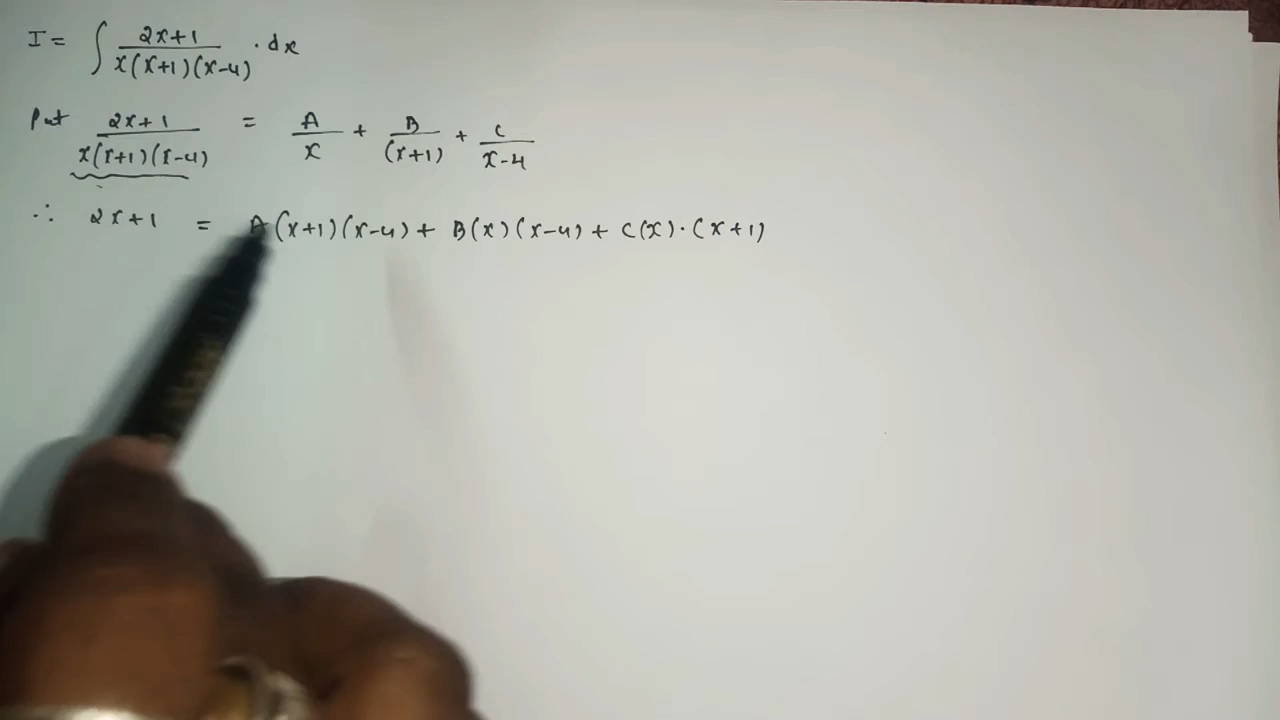 I = ∫ 2x+1 / x(x+1)(x-4) · dx
Put 2x+1 / x(x+1)(x-4) = A / x + B / (x+1) + C / x-4
∴ 2x+1 = A(x+1)(x-4) + B(x)(x-4) + C(x)·(x+1)